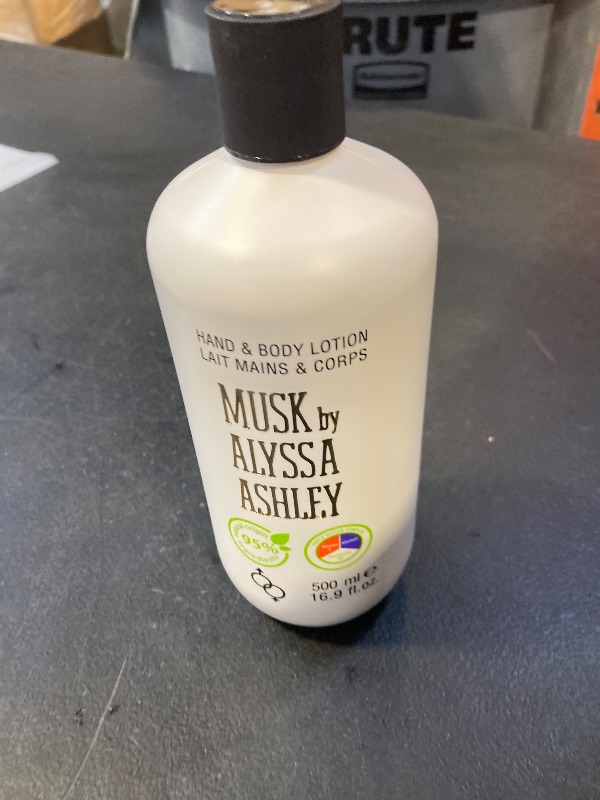 RUTE
HAND & BODY LOTION
LAIT MAINS & CORPS
MUSK by
ALYSSA
ASHLEY
95%
500 ml e
16.9 fl.oz.